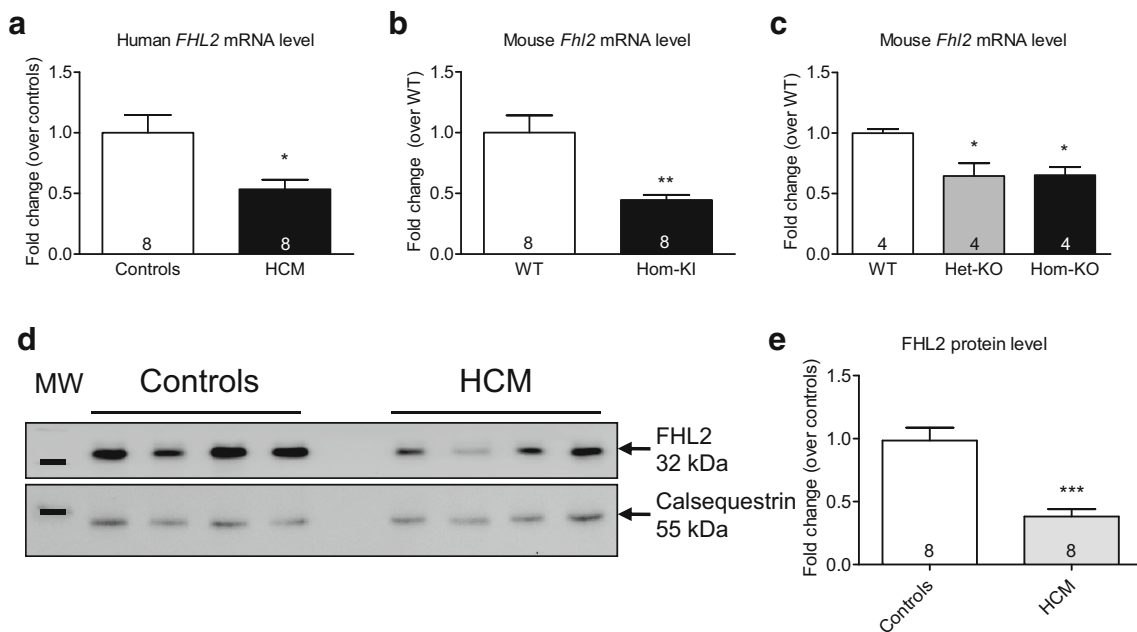 a
Human FHL2 mRNA level
Fold change (over controls)
1.5
1.0
0.5
0.0
*
8
8
Controls
HCM
b
Mouse Fhl2 mRNA level
Fold change (over WT)
1.5
1.0
0.5
0.0
**
8
8
WT
Hom-KI
c
Mouse Fhl2 mRNA level
Fold change (over WT)
1.5
1.0
0.5
0.0
*
*
4
4
4
WT
Het-KO
Hom-KO
d
MW
Controls
HCM
FHL2
32 kDa
Calsequestrin
55 kDa
e
FHL2 protein level
Fold change (over controls)
1.5
1.0
0.5
0.0
***
8
8
Controls
HCM